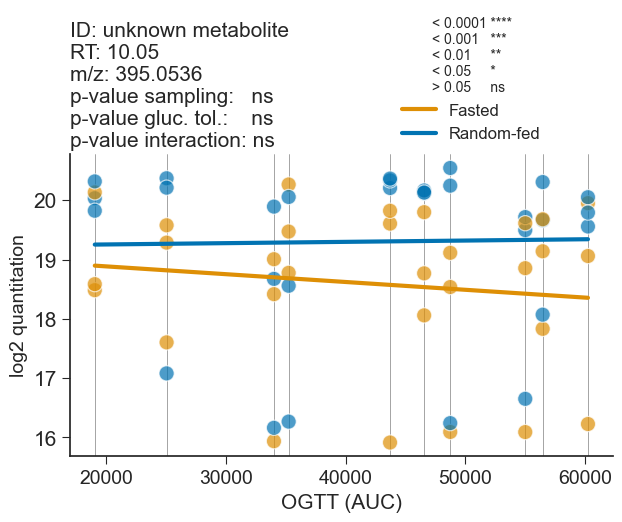 ID: unknown metabolite
RT: 10.05
m/z: 395.0536
p-value sampling: ns
p-value gluc. tol.: ns
p-value interaction: ns
< 0.0001 ****
< 0.001 ***
< 0.01 **
< 0.05 *
> 0.05 ns
Fasted
Random-fed
20
19
18
17
16
log2 quantitation
20000 30000 40000 50000 60000
OGTT (AUC)